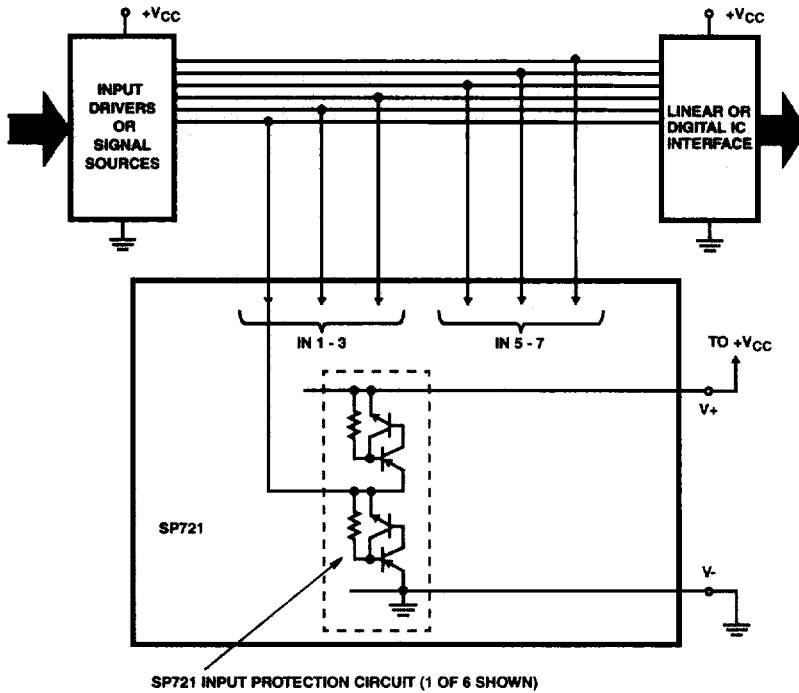 +VCC
+VCC
INPUT
DRIVERS
OR
SIGNAL
SOURCES
LINEAR OR
DIGITAL IC
INTERFACE
IN 1 - 3
IN 5 - 7
TO +VCC
V+
SP721
V-
SP721 INPUT PROTECTION CIRCUIT (1 OF 6 SHOWN)